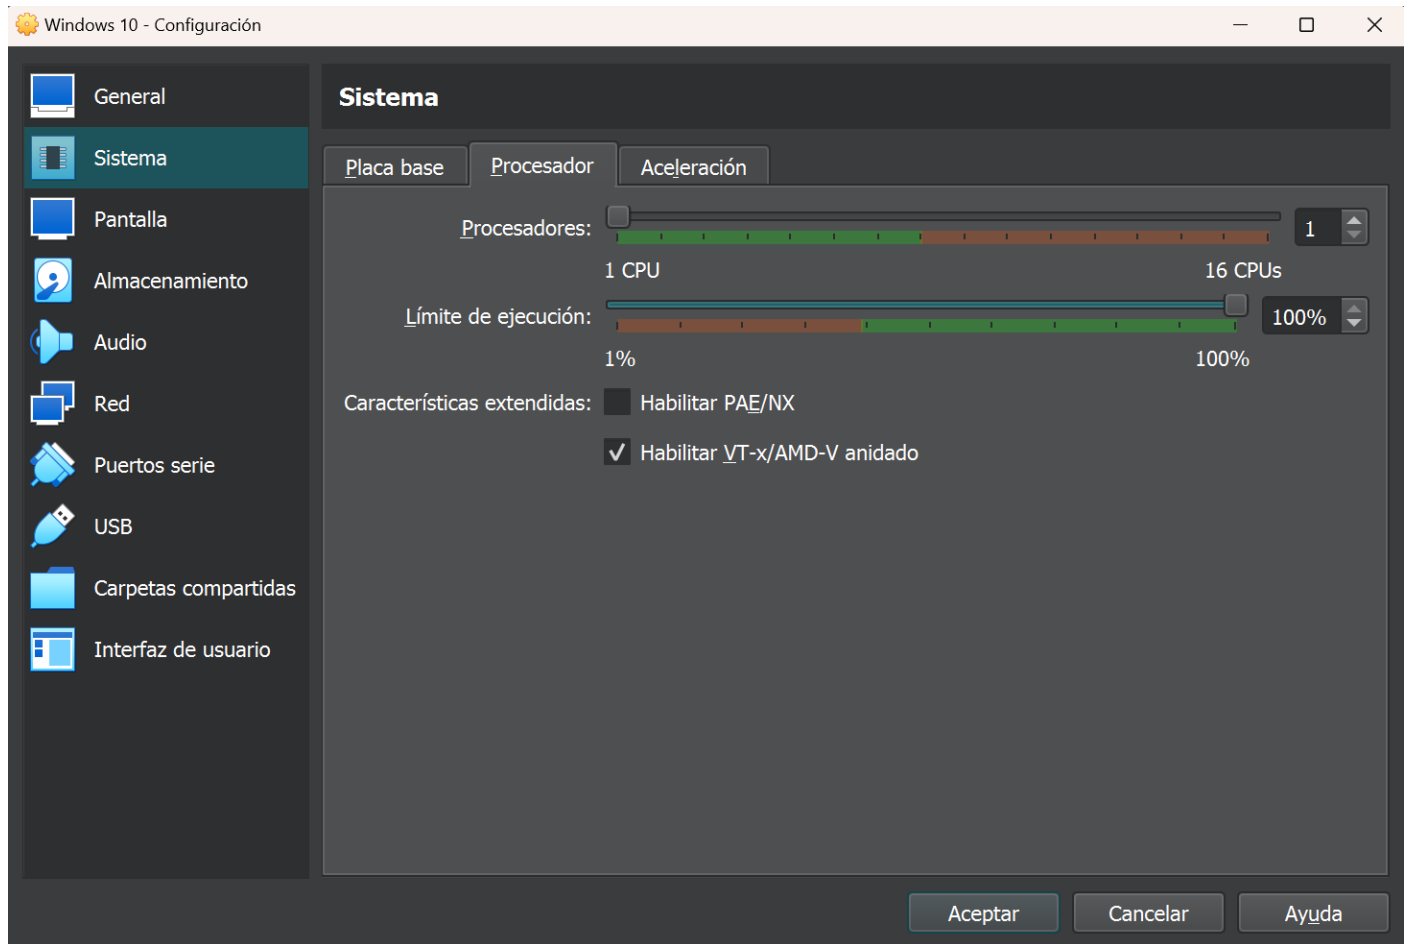 Windows 10 - Configuración
General
Sistema
Pantalla
Almacenamiento
Audio
Red
Puertos serie
USB
Carpetas compartidas
Interfaz de usuario
Sistema
Placa base Procesador Aceleración
Procesadores: 1
1 CPU 16 CPUs
Límite de ejecución: 100%
1% 100%
Características extendidas: Habilitar PAE/NX
Habilitar VT-x/AMD-V anidado
Aceptar Cancelar Ayuda